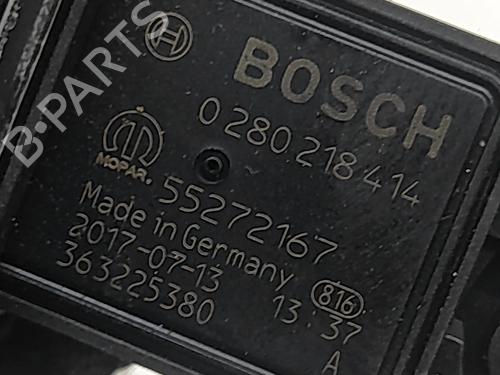 BOSCH
0 280 218 414
MOPAR.
55272167
Made in Germany
816
2017-07-13
13:37
363225380
A
B-PARTS